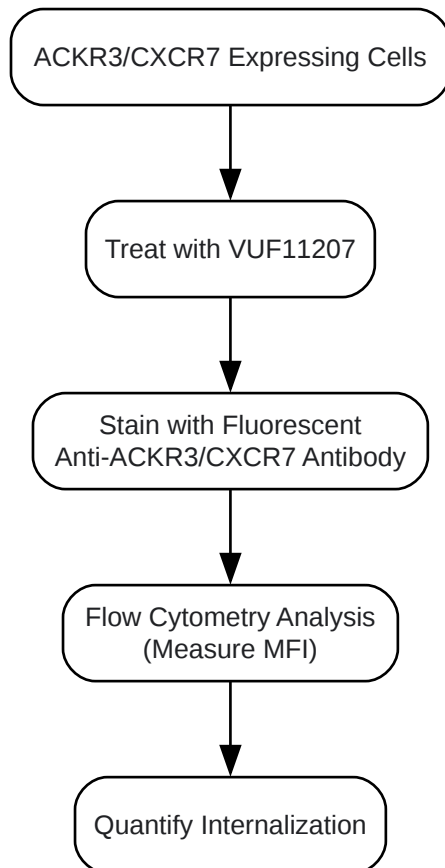 ACKR3/CXCR7 Expressing Cells
Treat with VUF11207
Stain with Fluorescent
Anti-ACKR3/CXCR7 Antibody
Flow Cytometry Analysis
(Measure MFI)
Quantify Internalization